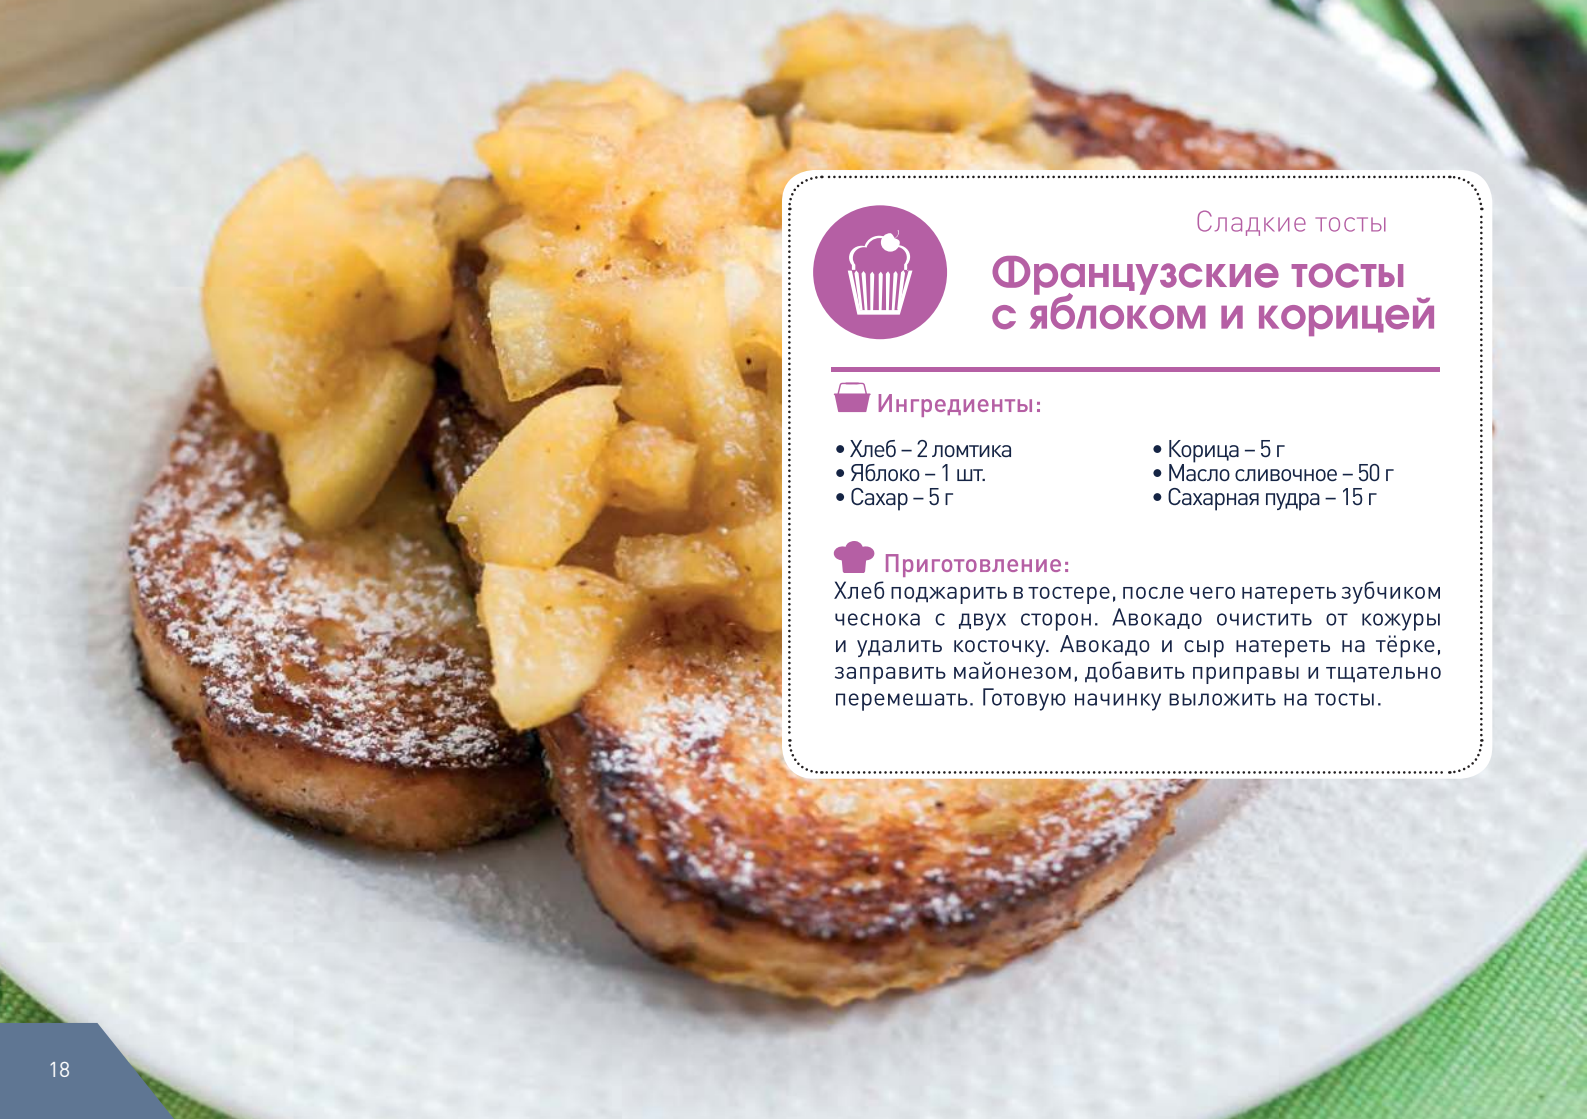 Сладкие тосты
Французские тосты
с яблоком и корицей
Ингредиенты:
• Хлеб – 2 ломтика
• Яблоко – 1 шт.
• Сахар – 5 г
• Корица – 5 г
• Масло сливочное – 50 г
• Сахарная пудра – 15 г
Приготовление:
Хлеб поджарить в тостере, после чего натереть зубчиком
чеснока с двух сторон. Авокадо очистить от кожуры
и удалить косточку. Авокадо и сыр натереть на тёрке,
заправить майонезом, добавить приправы и тщательно
перемешать. Готовую начинку выложить на тосты.
18